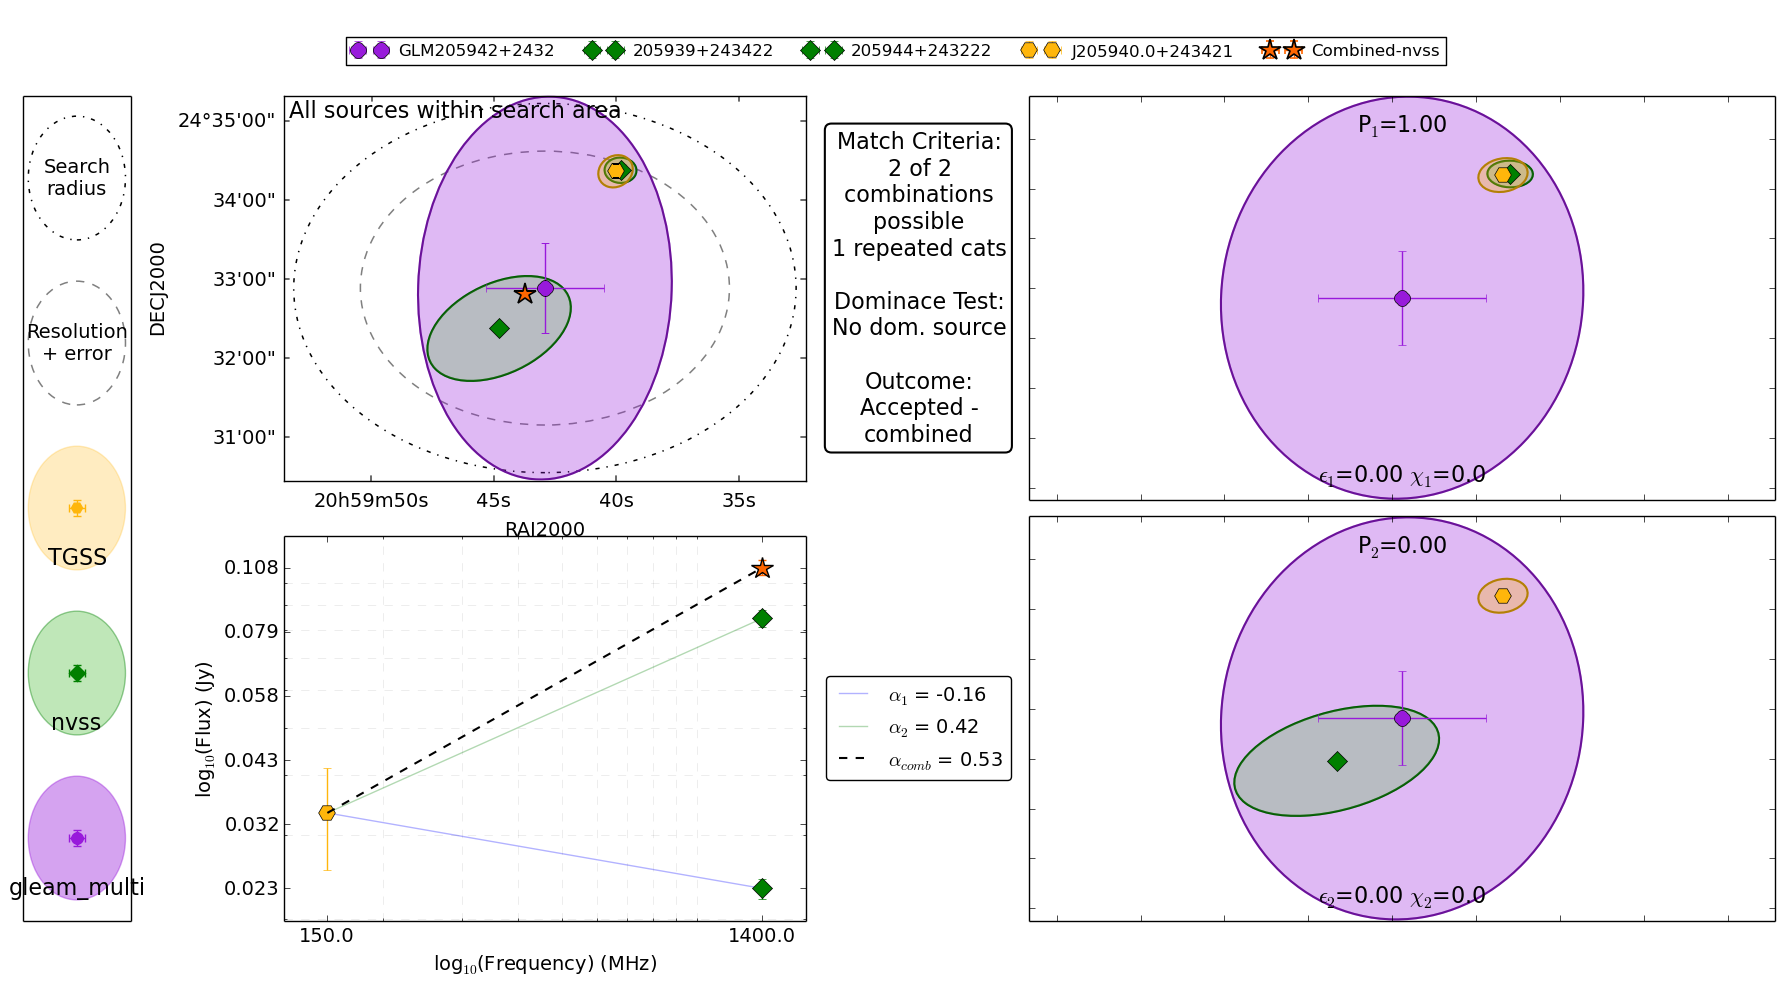 GLM205942+2432 205939+243422 205944+243222 J205940.0+243421 Combined-nvss
Search
radius
Resolution
+ error
TGSS
nvss
gleam_multi
All sources within search area
DECJ2000
24°35'00"
34'00"
33'00"
32'00"
31'00"
20h59m50s 45s 40s 35s
RAJ2000
Match Criteria:
2 of 2
combinations
possible
1 repeated cats
Dominace Test:
No dom. source
Outcome:
Accepted -
combined
P₁=1.00
ϵ₁=0.00 χ₁=0.0
P₂=0.00
ϵ₂=0.00 χ₂=0.0
log₁₀(Flux) (Jy)
0.108
0.079
0.058
0.043
0.032
0.023
150.0 1400.0
log₁₀(Frequency) (MHz)
α₁ = -0.16
α₂ = 0.42
α_comb = 0.53